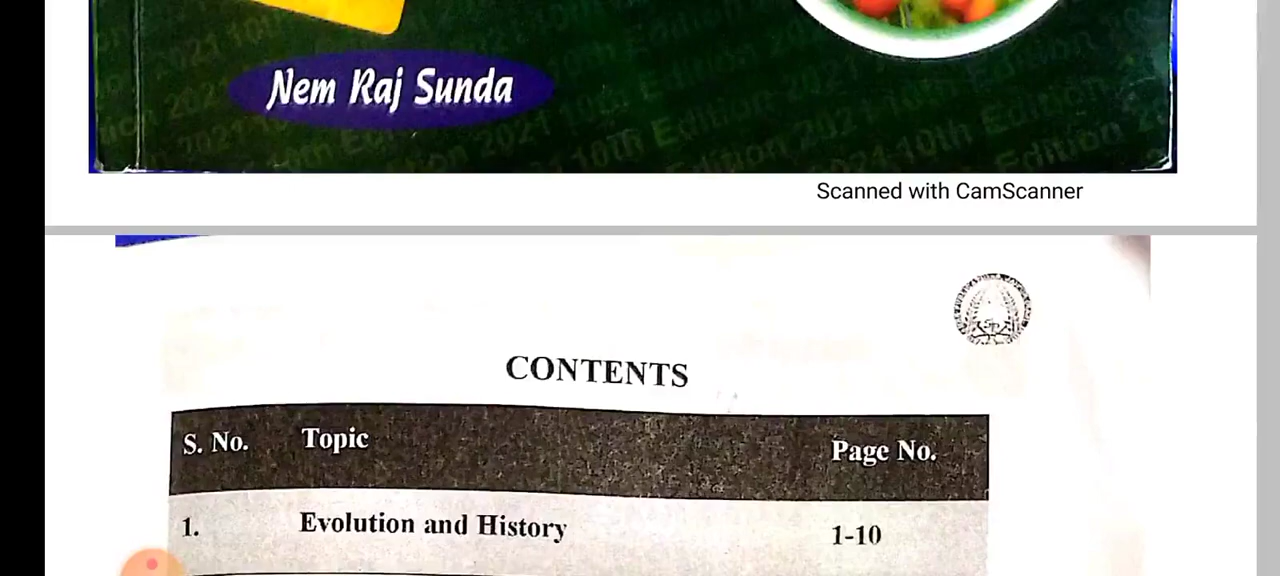 Nem Raj Sunda
Scanned with CamScanner
CONTENTS
S. No. Topic Page No.
1. Evolution and History 1-10